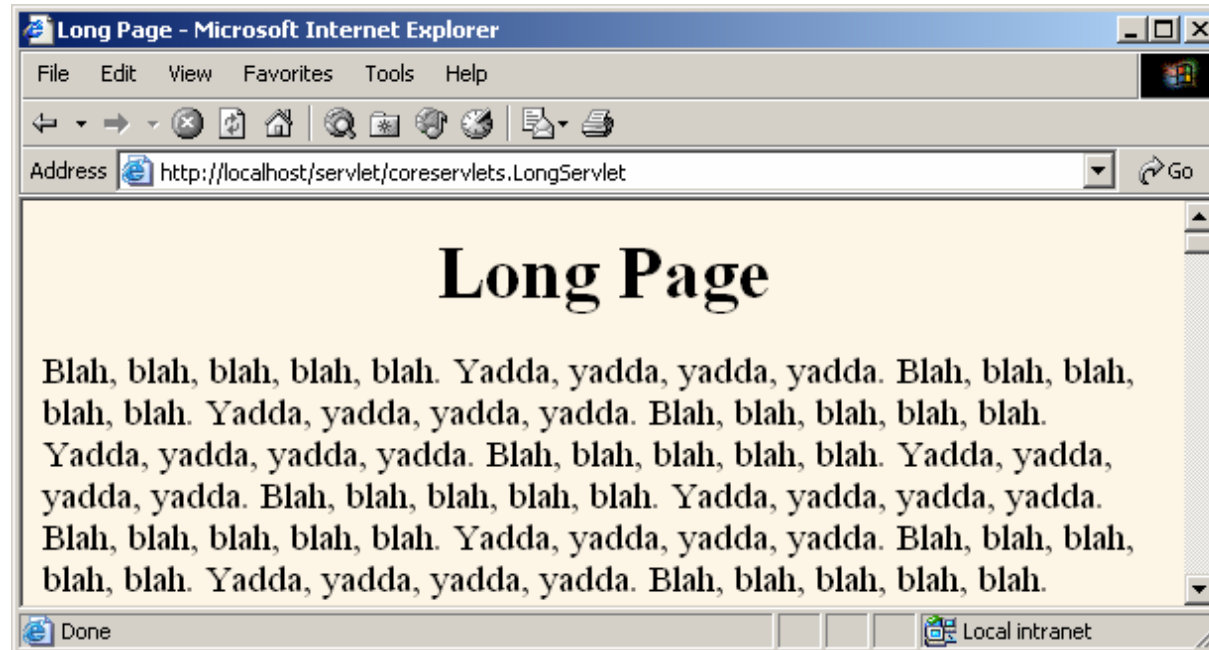 Long Page - Microsoft Internet Explorer
File Edit View Favorites Tools Help
Address http://localhost/servlet/coreservlets.LongServlet Go
Long Page
Blah, blah, blah, blah, blah. Yadda, yadda, yadda, yadda. Blah, blah, blah,
blah, blah. Yadda, yadda, yadda, yadda. Blah, blah, blah, blah, blah.
Yadda, yadda, yadda, yadda. Blah, blah, blah, blah, blah. Yadda, yadda,
yadda, yadda. Blah, blah, blah, blah, blah. Yadda, yadda, yadda, yadda.
Blah, blah, blah, blah, blah. Yadda, yadda, yadda, yadda. Blah, blah, blah,
blah, blah. Yadda, yadda, yadda, yadda. Blah, blah, blah, blah, blah.
Done Local intranet